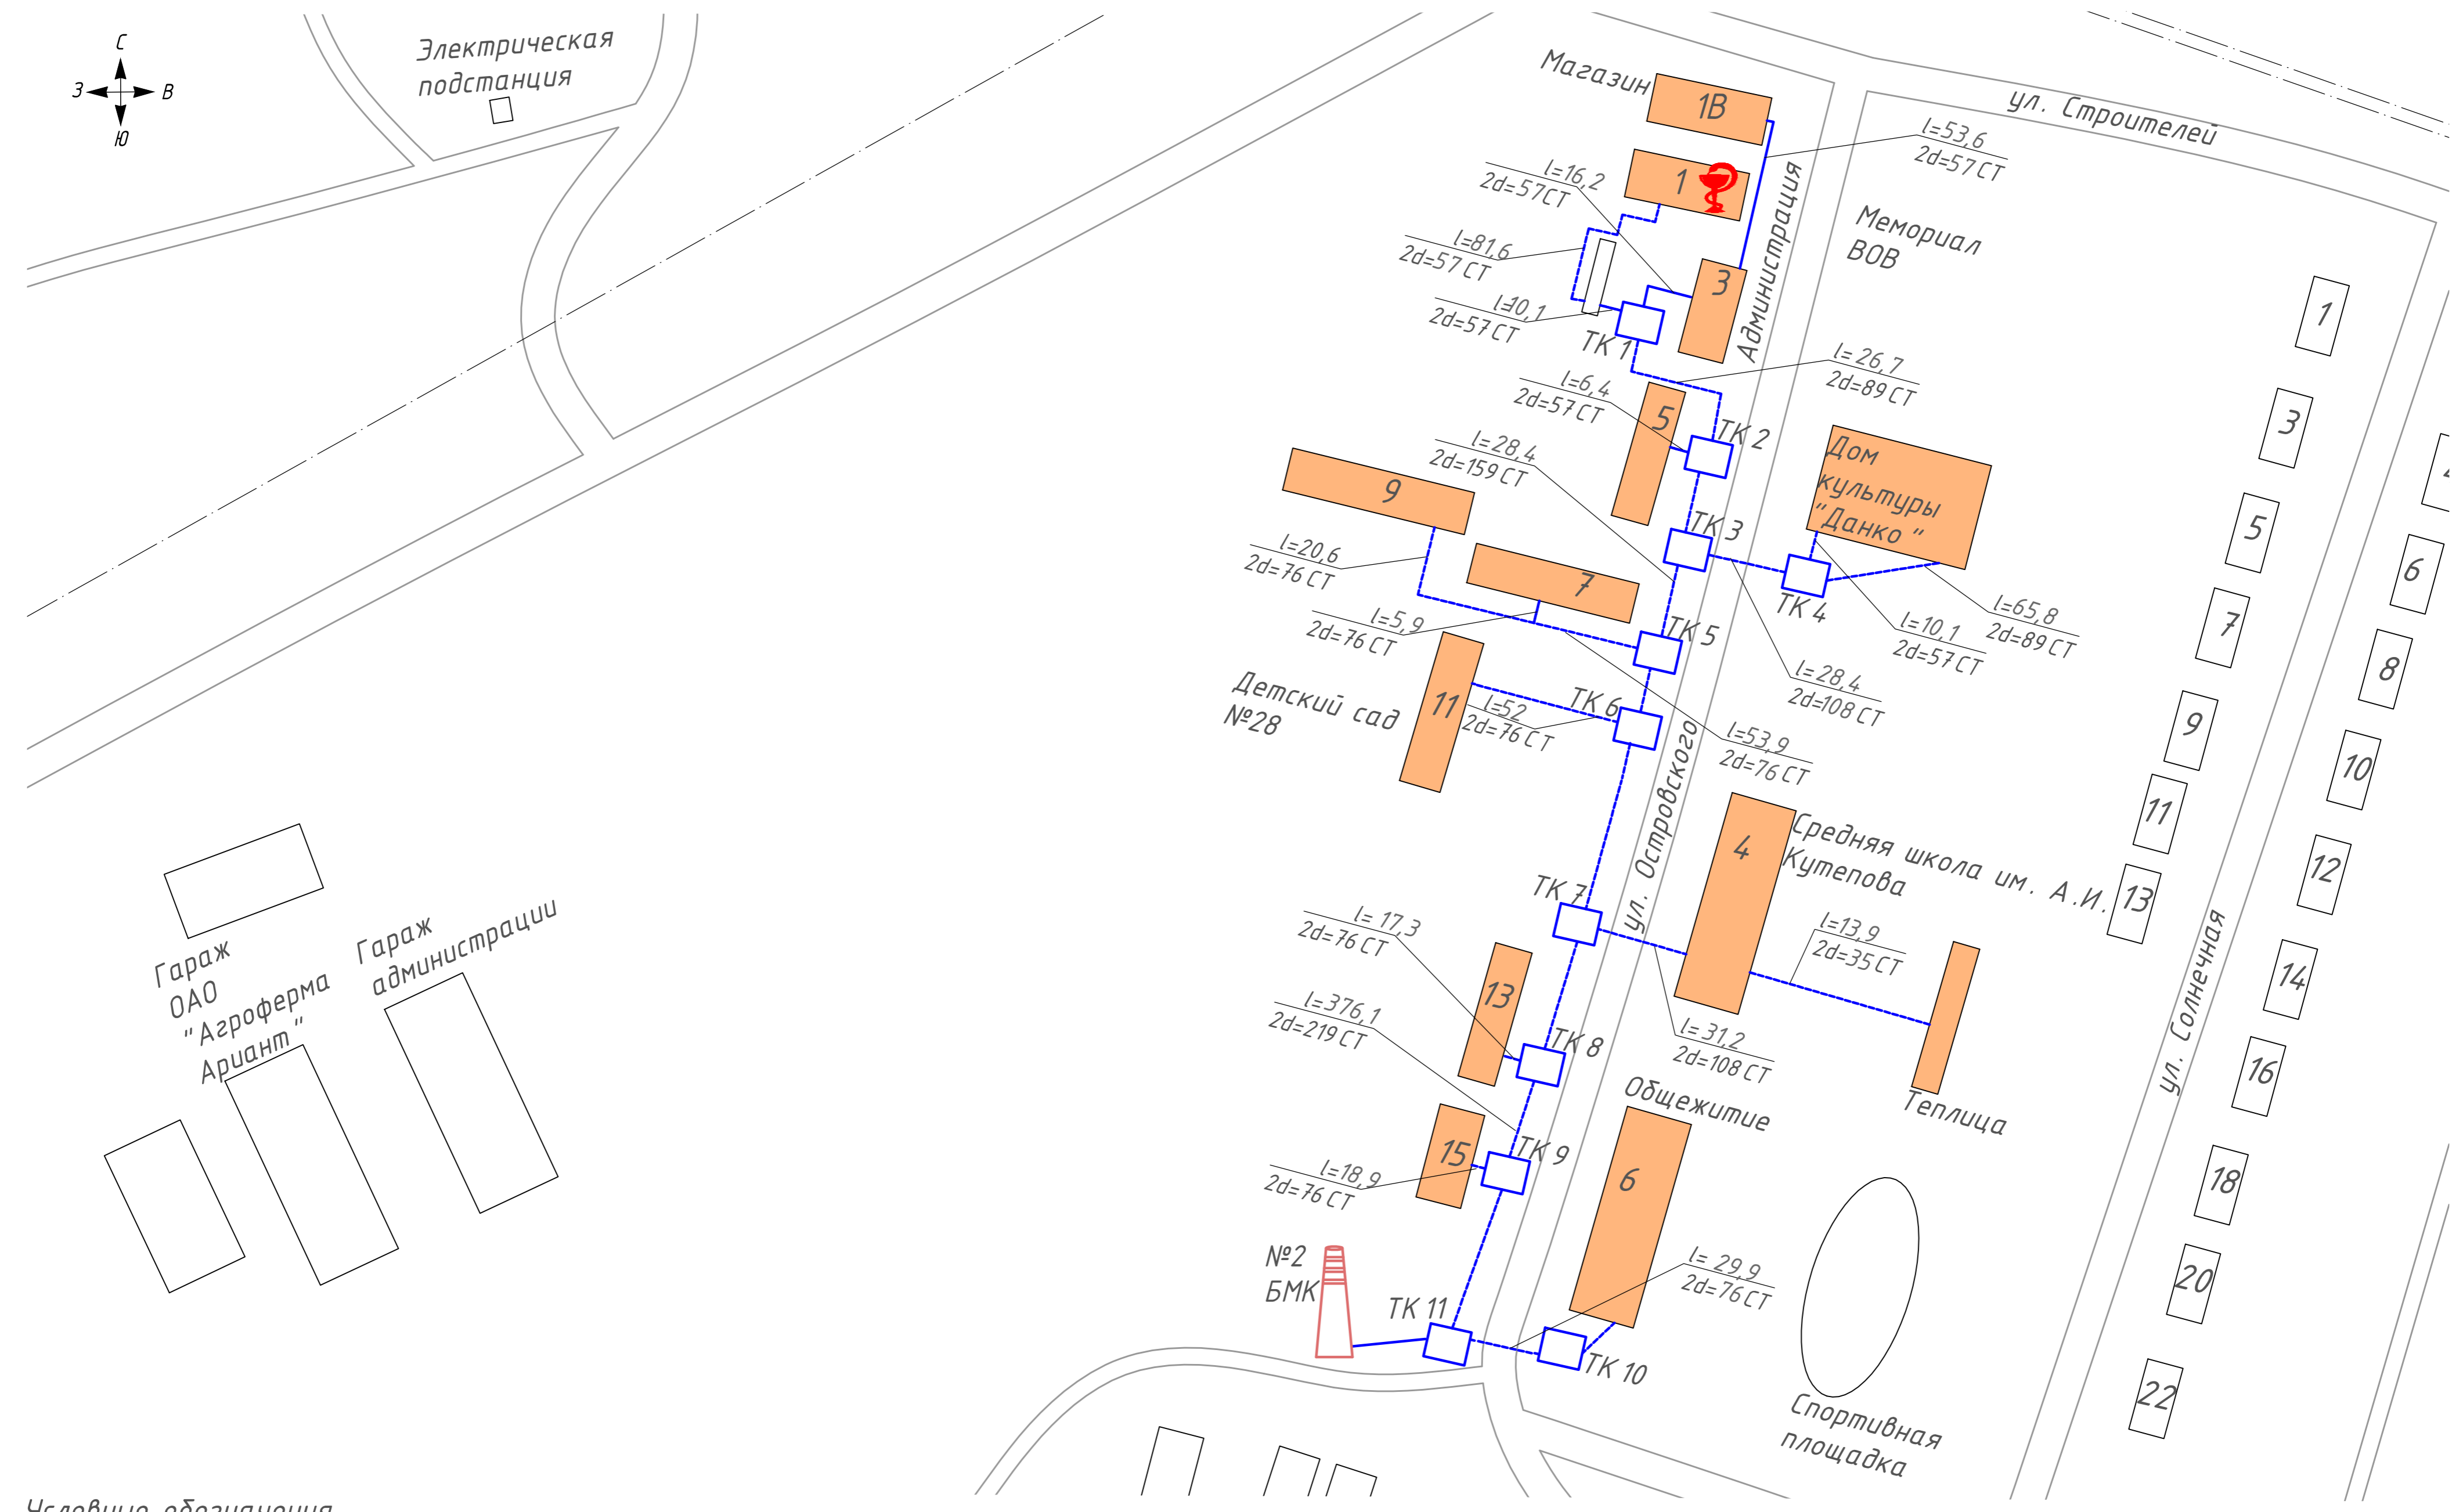 С
З
В
Ю
Электрическая
подстанция
Магазин
1В
ул. Строителей
l=53,6
2d=57 СТ
l=16,2
2d=57СТ
1
Администрация
Мемориал
ВОВ
l=81,6
2d=57 СТ
3
l=10,1
2d=57 СТ
ТК 1
l= 26,7
2d=89 СТ
l=6,4
2d=57 СТ
5
ТК 2
l=28,4
2d=159 СТ
Дом
культуры
"Данко "
9
ТК 3
l=20,6
2d=76 СТ
7
ТК 4
l=10,1
2d=57 СТ
l=65,8
2d=89 СТ
l=5,9
2d=76 СТ
ТК 5
l=28,4
2d=108 СТ
Детский сад
№28
11
ТК 6
l=52
2d=76 СТ
l=53,9
2d=76 СТ
ул. Островского
4
Средняя школа им. А.И.
Кутепова
ТК 7
l= 17,3
2d=76 СТ
l=13,9
2d=35 СТ
13
l=376,1
2d=219 СТ
ТК 8
l=31,2
2d=108 СТ
Теплица
Общежитие
15
ТК 9
6
l=18,9
2d=76 СТ
№2
БМК
ТК 11
l= 29,9
2d=76 СТ
ТК 10
Спортивная
площадка
Гараж
ОАО
"Агроферма
Ариант"
Гараж
администрации
1
3
5
7
9
11
13
ул. Солнечная
6
8
10
12
14
16
18
20
22
Условные обозначения